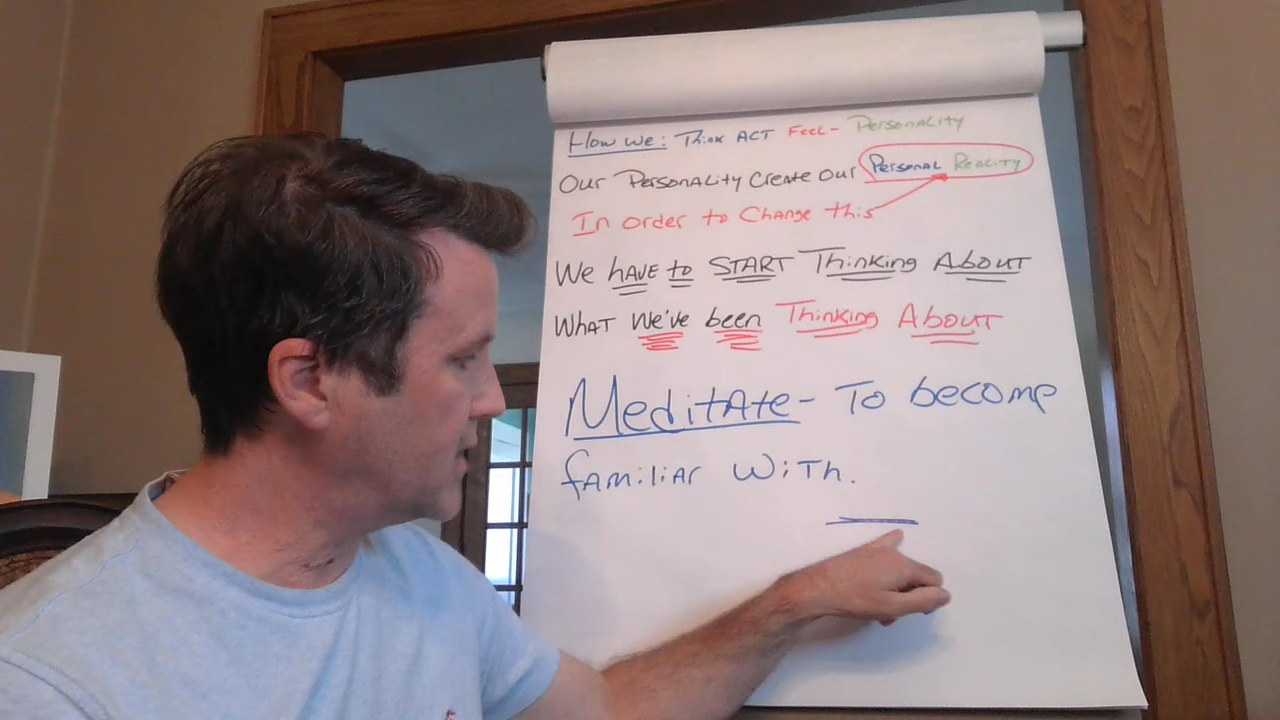 How we: Think ACT Feel- Personality
Our Personality Create Our Personal Reality
In order to Change this
We have to START Thinking About
What We've been Thinking About
Meditate - To become
familiar with.